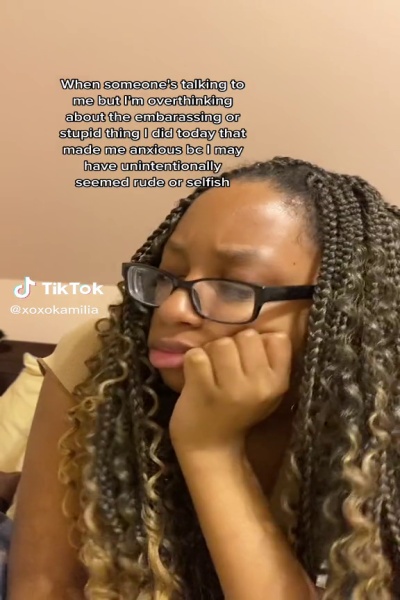 When someone's talking to
me but I'm overthinking
about the embarassing or
stupid thing I did today that
made me anxious bc I may
have unintentionally
seemed rude or selfish
TikTok
@xoxokamilia